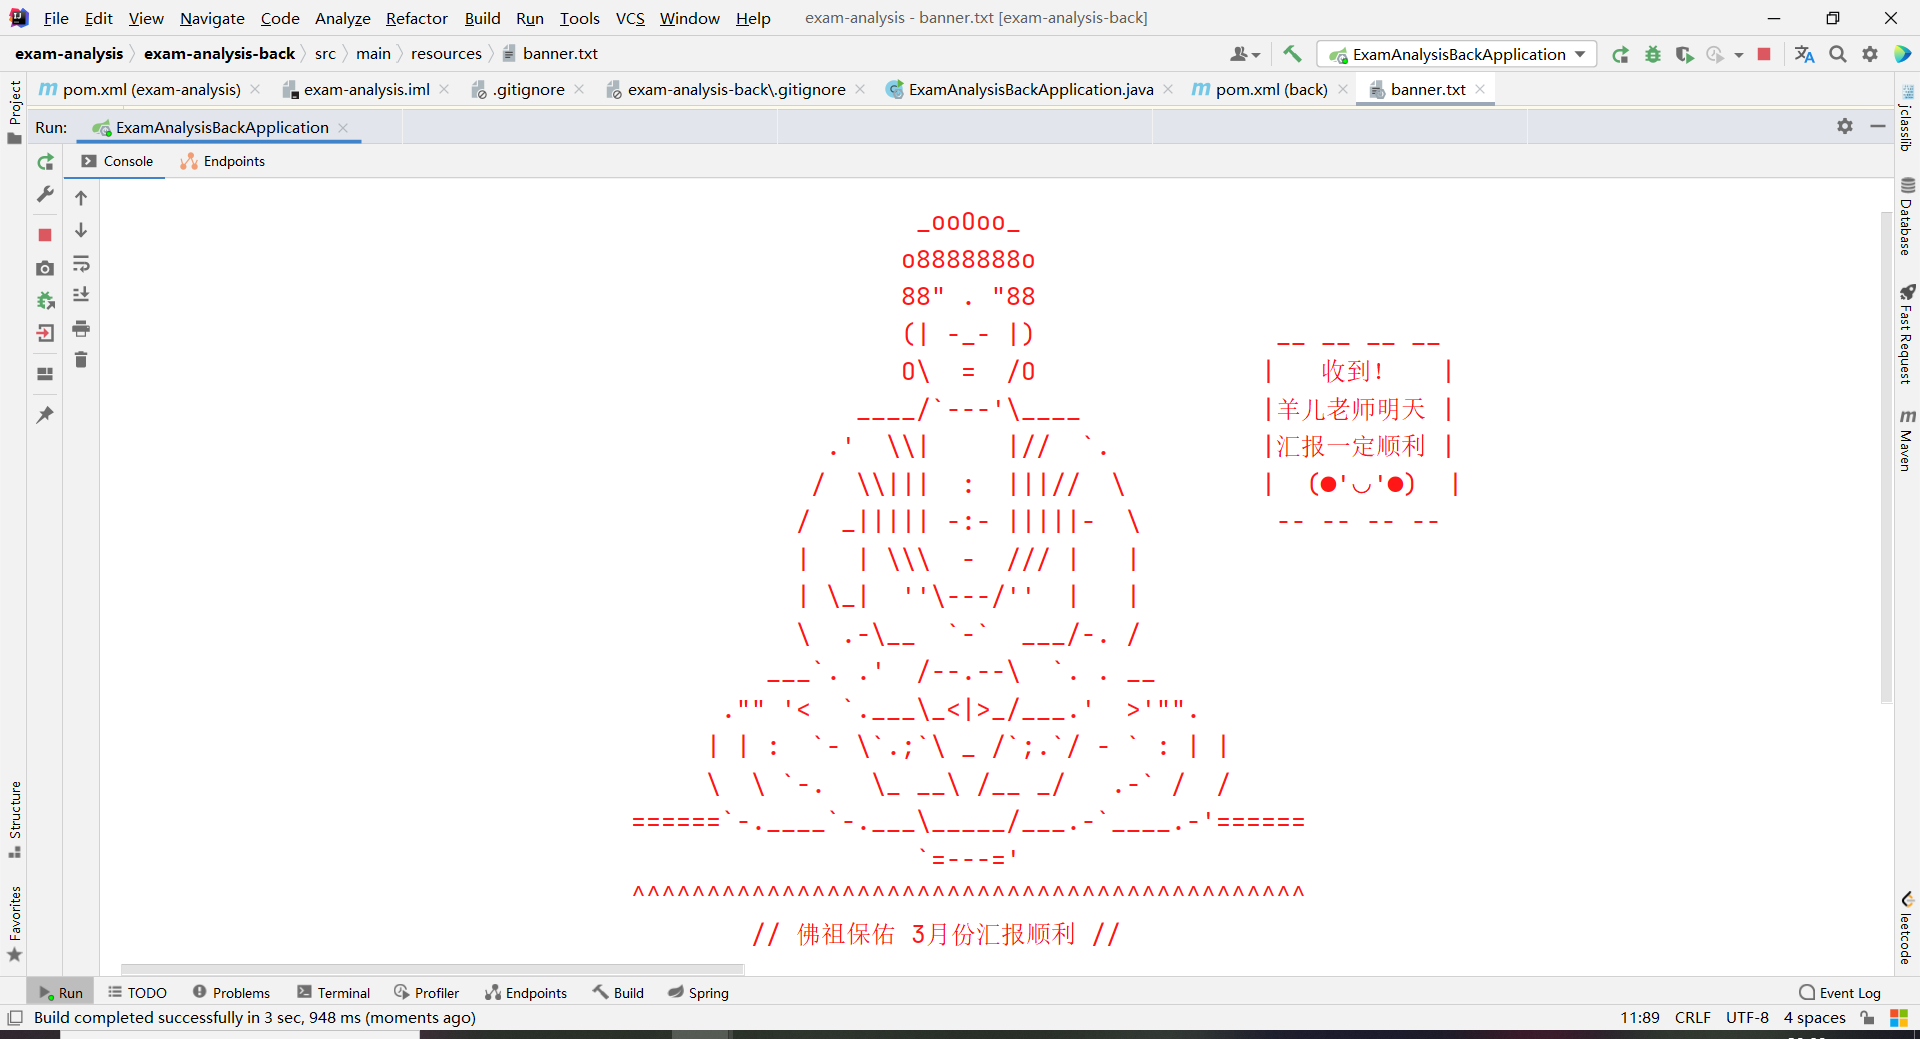 File Edit View Navigate Code Analyze Refactor Build Run Tools VCS Window Help exam-analysis - banner.txt [exam-analysis-back]
exam-analysis exam-analysis-back src main resources banner.txt ExamAnalysisBackApplication
pom.xml (exam-analysis) exam-analysis.iml .gitignore exam-analysis-back\.gitignore ExamAnalysisBackApplication.java pom.xml (back) banner.txt
Run: ExamAnalysisBackApplication
Console Endpoints
Project
Structure
Favorites
_ooOoo_
o8888888o
88" . "88
(| -_- |)
O\  =  /O
____/`---'\____
.'  \\|     |//  `.
/  \\|||  :  |||//  \
/  _||||| -:- |||||-  \
|   | \\\  -  /// |   |
| \_|  ''\---/''  |   |
\  .-\__  `-`  ___/-. /
___`. .'  /--.--\  `. . __
."" '<  `.___\_<|>_/___.'  >'"".
| | :  `- \`.;`\ _ /`;.`/ - ` : | |
\  \ `-.   \_ __\ /__ _/   .-` /  /
======`-.____`-.___\_____/___.-`____.-'======
`=---='
^^^^^^^^^^^^^^^^^^^^^^^^^^^^^^^^^^^^^^^^^^^^^
// 佛祖保佑 3月份汇报顺利 //
__ __ __ __
|   收到!    |
|羊儿老师明天 |
|汇报一定顺利 |
|  (●'◡'●)  |
-- -- -- --
jclasslib
Database
Fast Request
Maven
leetcode
Run TODO Problems Terminal Profiler Endpoints Build Spring Event Log
Build completed successfully in 3 sec, 948 ms (moments ago) 11:89 CRLF UTF-8 4 spaces